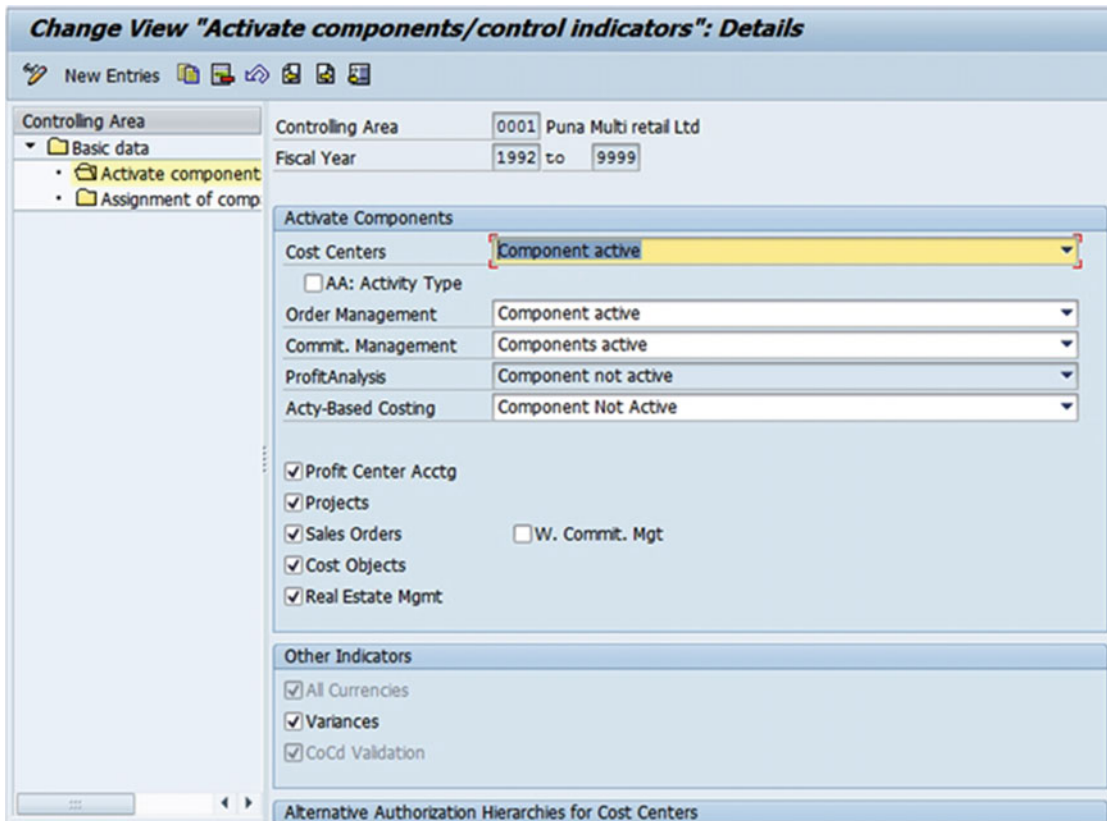 Change View "Activate components/control indicators": Details
New Entries
Controlling Area
Basic data
Activate component
Assignment of comp
Controlling Area 0001 Puna Multi retail Ltd
Fiscal Year 1992 to 9999
Activate Components
Cost Centers Component active
AA: Activity Type
Order Management Component active
Commit. Management Components active
ProfitAnalysis Component not active
Acty-Based Costing Component Not Active
Profit Center Acctg
Projects
Sales Orders W. Commit. Mgt
Cost Objects
Real Estate Mgmt
Other Indicators
All Currencies
Variances
CoCd Validation
Alternative Authorization Hierarchies for Cost Centers